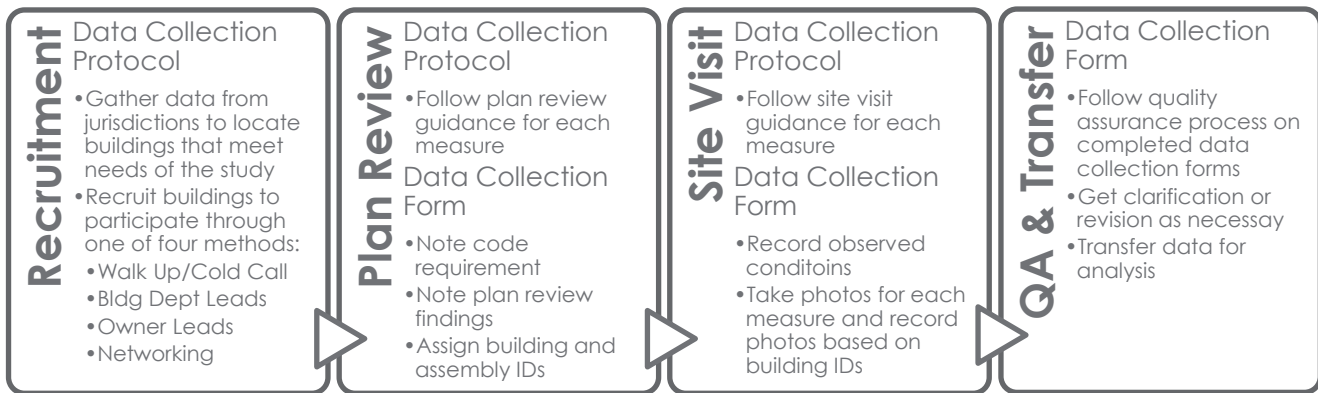 Recruitment
Data Collection
Protocol
•Gather data from
jurisdictions to locate
buildings that meet
needs of the study
•Recruit buildings to
participate through
one of four methods:
•Walk Up/Cold Call
•Bldg Dept Leads
•Owner Leads
•Networking
Plan Review
Data Collection
Protocol
•Follow plan review
guidance for each
measure
Data Collection
Form
•Note code
requirement
•Note plan review
findings
•Assign building and
assembly IDs
Site Visit
Data Collection
Protocol
•Follow site visit
guidance for each
measure
Data Collection
Form
•Record observed
conditoins
•Take photos for each
measure and record
photos based on
building IDs
QA & Transfer
Data Collection
Form
•Follow quality
assurance process on
completed data
collection forms
•Get clarification or
revision as necessay
•Transfer data for
analysis